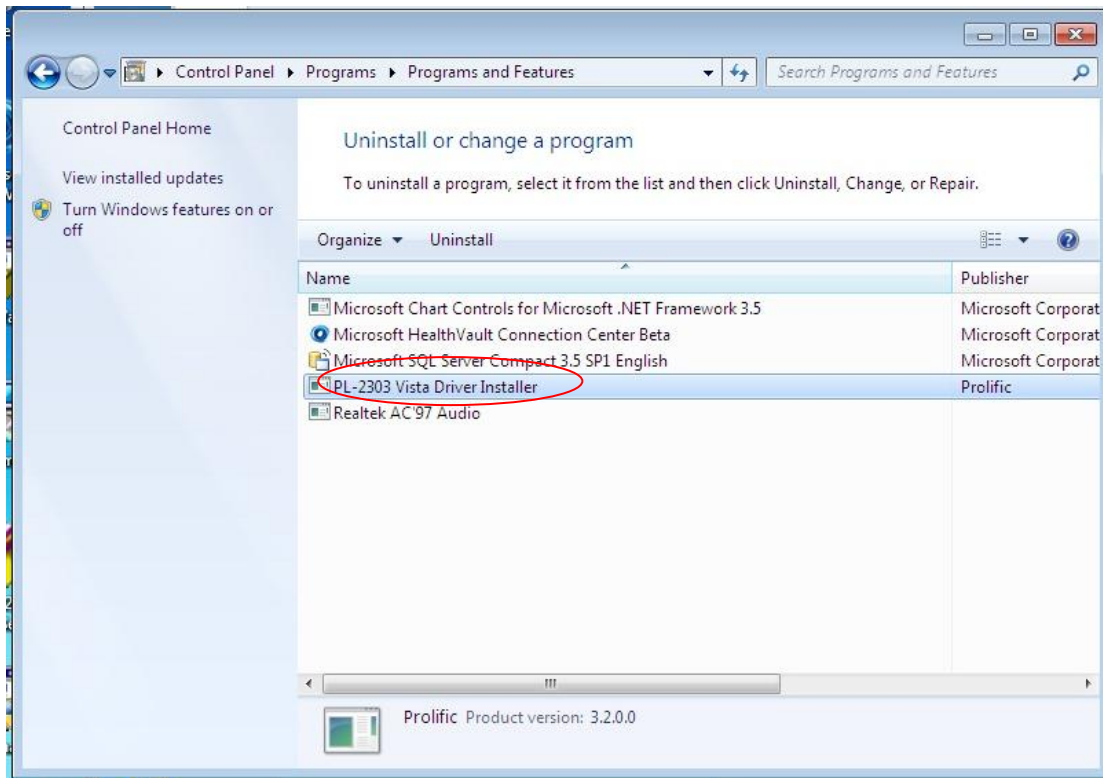 Control Panel ▸ Programs ▸ Programs and Features
Search Programs and Features
Control Panel Home
View installed updates
Turn Windows features on or
off
Uninstall or change a program
To uninstall a program, select it from the list and then click Uninstall, Change, or Repair.
Organize Uninstall
Name Publisher
Microsoft Chart Controls for Microsoft .NET Framework 3.5 Microsoft Corporat
Microsoft HealthVault Connection Center Beta Microsoft Corporat
Microsoft SQL Server Compact 3.5 SP1 English Microsoft Corporat
PL-2303 Vista Driver Installer Prolific
Realtek AC'97 Audio
Prolific Product version: 3.2.0.0